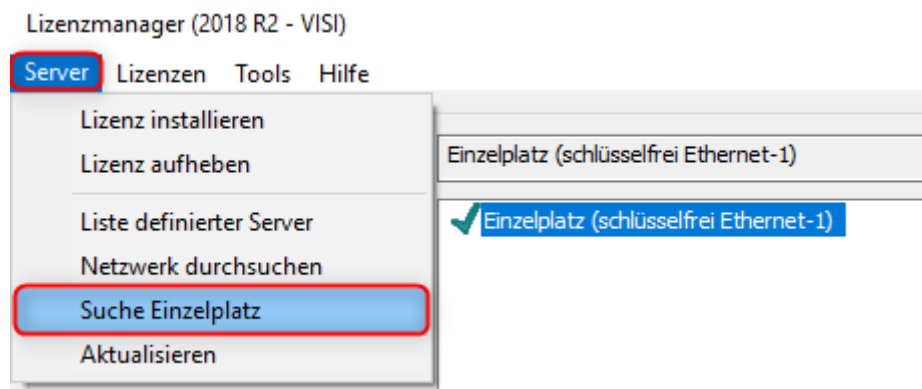 Lizenzmanager (2018 R2 - VISI)
Server Lizenzen Tools Hilfe
Lizenz installieren
Lizenz aufheben
Liste definierter Server
Netzwerk durchsuchen
Suche Einzelplatz
Aktualisieren
Einzelplatz (schlüsselfrei Ethernet-1)
Einzelplatz (schlüsselfrei Ethernet-1)